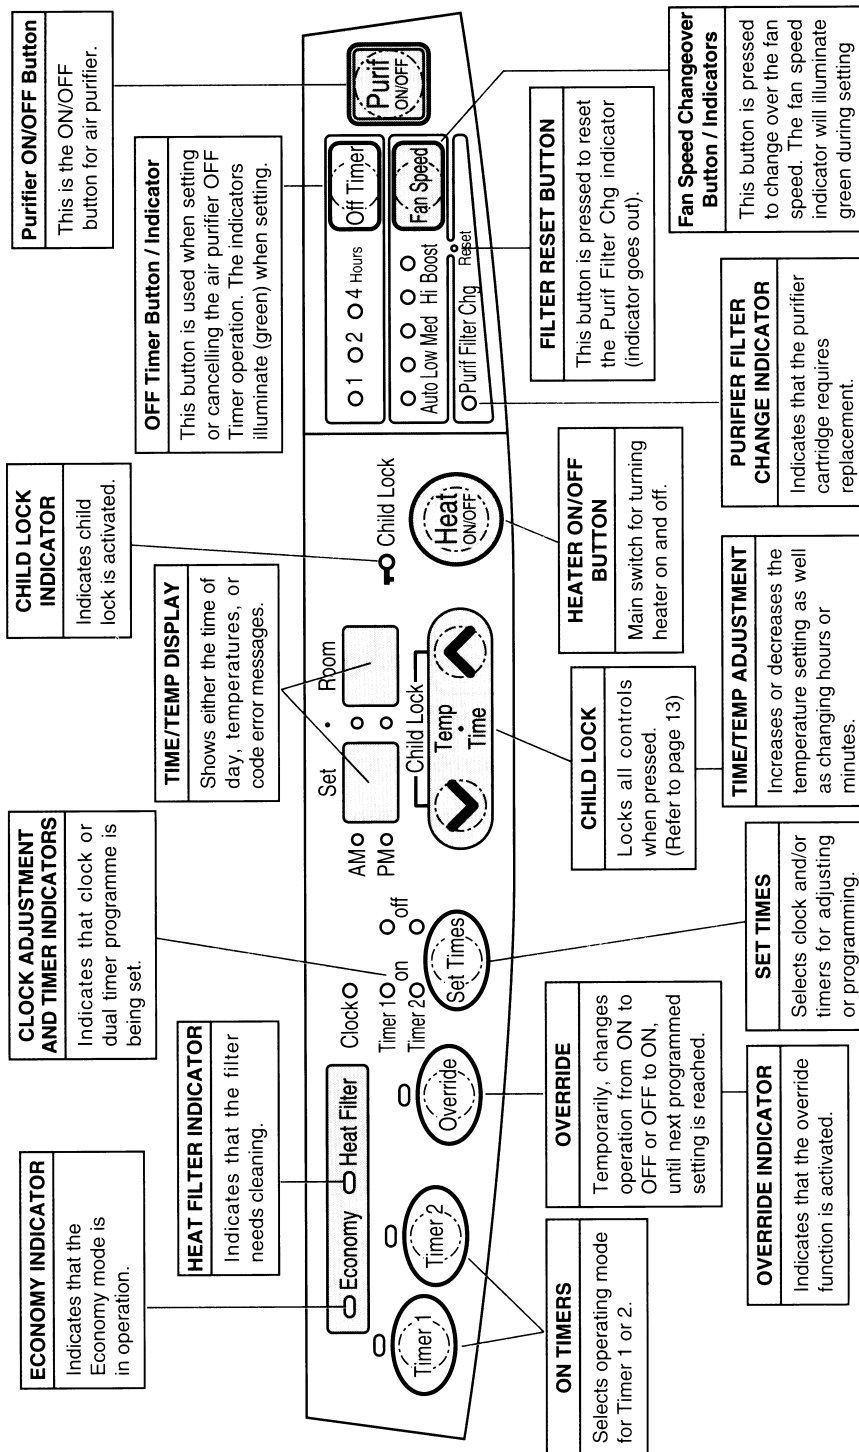 ECONOMY INDICATOR
Indicates that the
Economy mode is
in operation.
CLOCK ADJUSTMENT
AND TIMER INDICATORS
Indicates that clock or
dual timer programme is
being set.
CHILD LOCK
INDICATOR
Indicates child
lock is activated.
Purifier ON/OFF Button
This is the ON/OFF
button for air purifier.
HEAT FILTER INDICATOR
Indicates that the filter
needs cleaning.
TIME/TEMP DISPLAY
Shows either the time of
day, temperatures, or
code error messages.
OFF Timer Button / Indicator
This button is used when setting
or cancelling the air purifier OFF
Timer operation. The indicators
illuminate (green) when setting.
Economy
Heat Filter
Clock
Timer 1
on
off
Timer 2
AM
PM
Set
Room
Child Lock
Temp
Time
Child Lock
1 2 4 Hours
Off Timer
Auto Low Med Hi Boost
Fan Speed
Purif Filter Chg
Reset
Purif
ON/OFF
Timer 1
Timer 2
Override
Set Times
Heat
ON/OFF
ON TIMERS
Selects operating mode
for Timer 1 or 2.
OVERRIDE
Temporarily, changes
operation from ON to
OFF or OFF to ON,
until next programmed
setting is reached.
CHILD LOCK
Locks all controls
when pressed.
(Refer to page 13)
HEATER ON/OFF
BUTTON
Main switch for turning
heater on and off.
FILTER RESET BUTTON
This button is pressed to reset
the Purif Filter Chg indicator
(indicator goes out).
OVERRIDE INDICATOR
Indicates that the override
function is activated.
SET TIMES
Selects clock and/or
timers for adjusting
or programming.
TIME/TEMP ADJUSTMENT
Increases or decreases the
temperature setting as well
as changing hours or
minutes.
PURIFIER FILTER
CHANGE INDICATOR
Indicates that the purifier
cartridge requires
replacement.
Fan Speed Changeover
Button / Indicators
This button is pressed
to change over the fan
speed. The fan speed
indicator will illuminate
green during setting